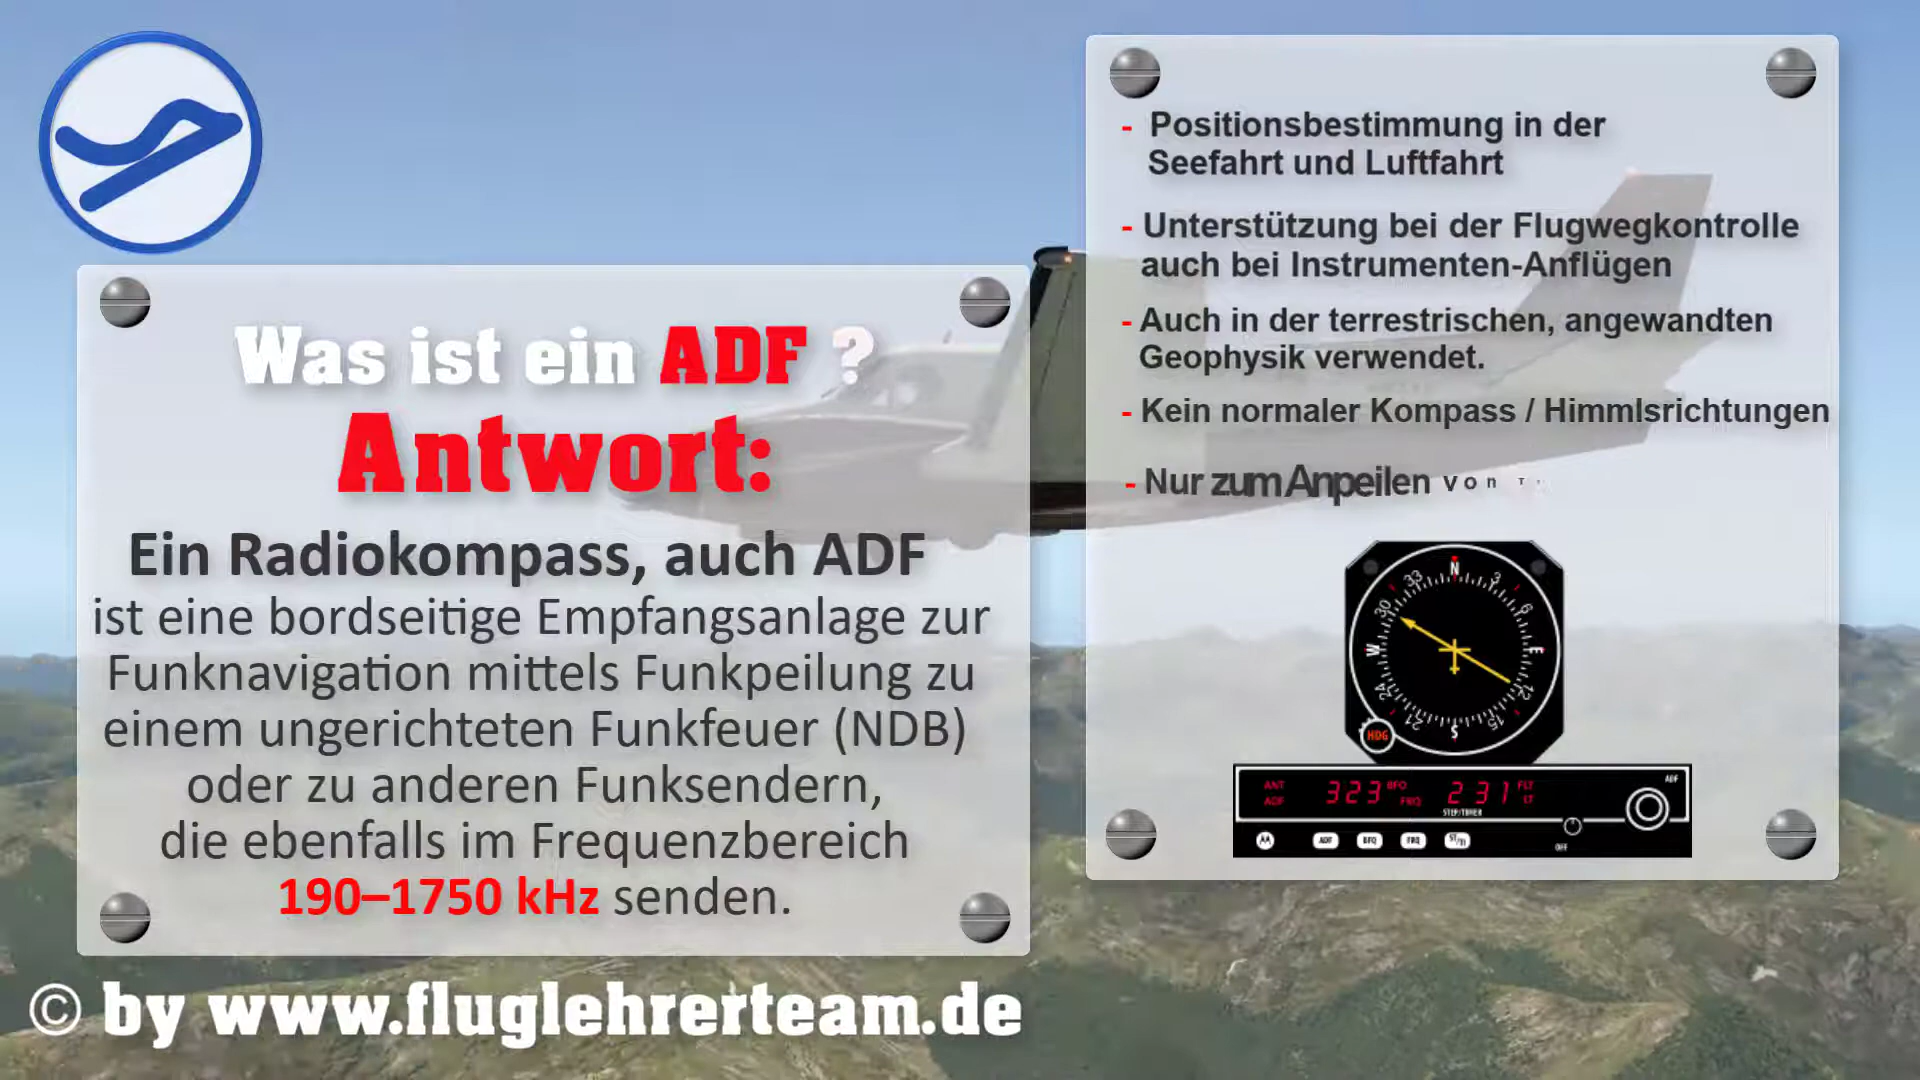 Was ist ein ADF ?
Antwort:
Ein Radiokompass, auch ADF
ist eine bordseitige Empfangsanlage zur
Funknavigation mittels Funkpeilung zu
einem ungerichteten Funkfeuer (NDB)
oder zu anderen Funksendern,
die ebenfalls im Frequenzbereich
190–1750 kHz senden.
© by www.fluglehrerteam.de
- Positionsbestimmung in der
Seefahrt und Luftfahrt
- Unterstützung bei der Flugwegkontrolle
auch bei Instrumenten-Anflügen
- Auch in der terrestrischen, angewandten
Geophysik verwendet.
- Kein normaler Kompass / Himmlsrichtungen
- Nur zum Anpeilen von
N 3 6 E 12 15 S 21 24 W 30 33
HDG
ANT 323 BFO 231 FLT ADF
ADF FRQ ET
STEP/TIMER
ADF BFO FRQ ST/TI OFF